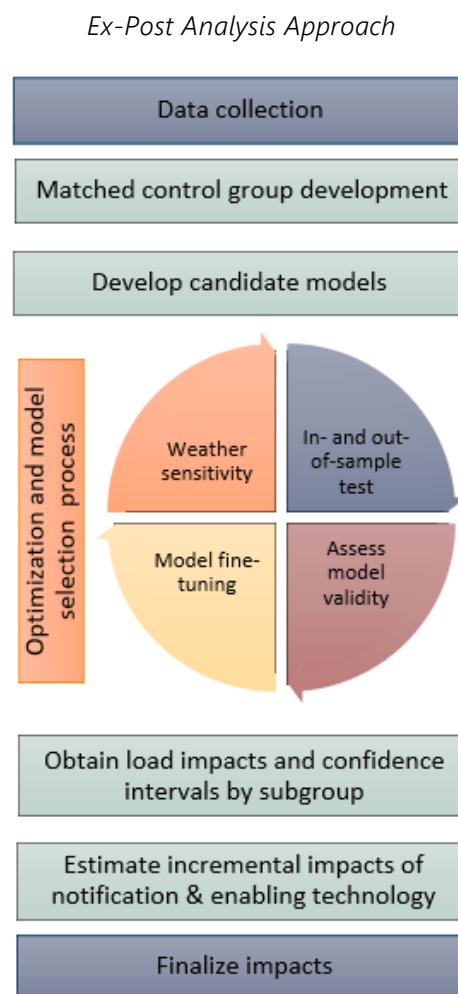 Ex-Post Analysis Approach
Data collection
Matched control group development
Develop candidate models
Optimization and model
selection process
Weather
sensitivity
In- and out-
of-sample
test
Model fine-
tuning
Assess
model
validity
Obtain load impacts and confidence
intervals by subgroup
Estimate incremental impacts of
notification & enabling technology
Finalize impacts